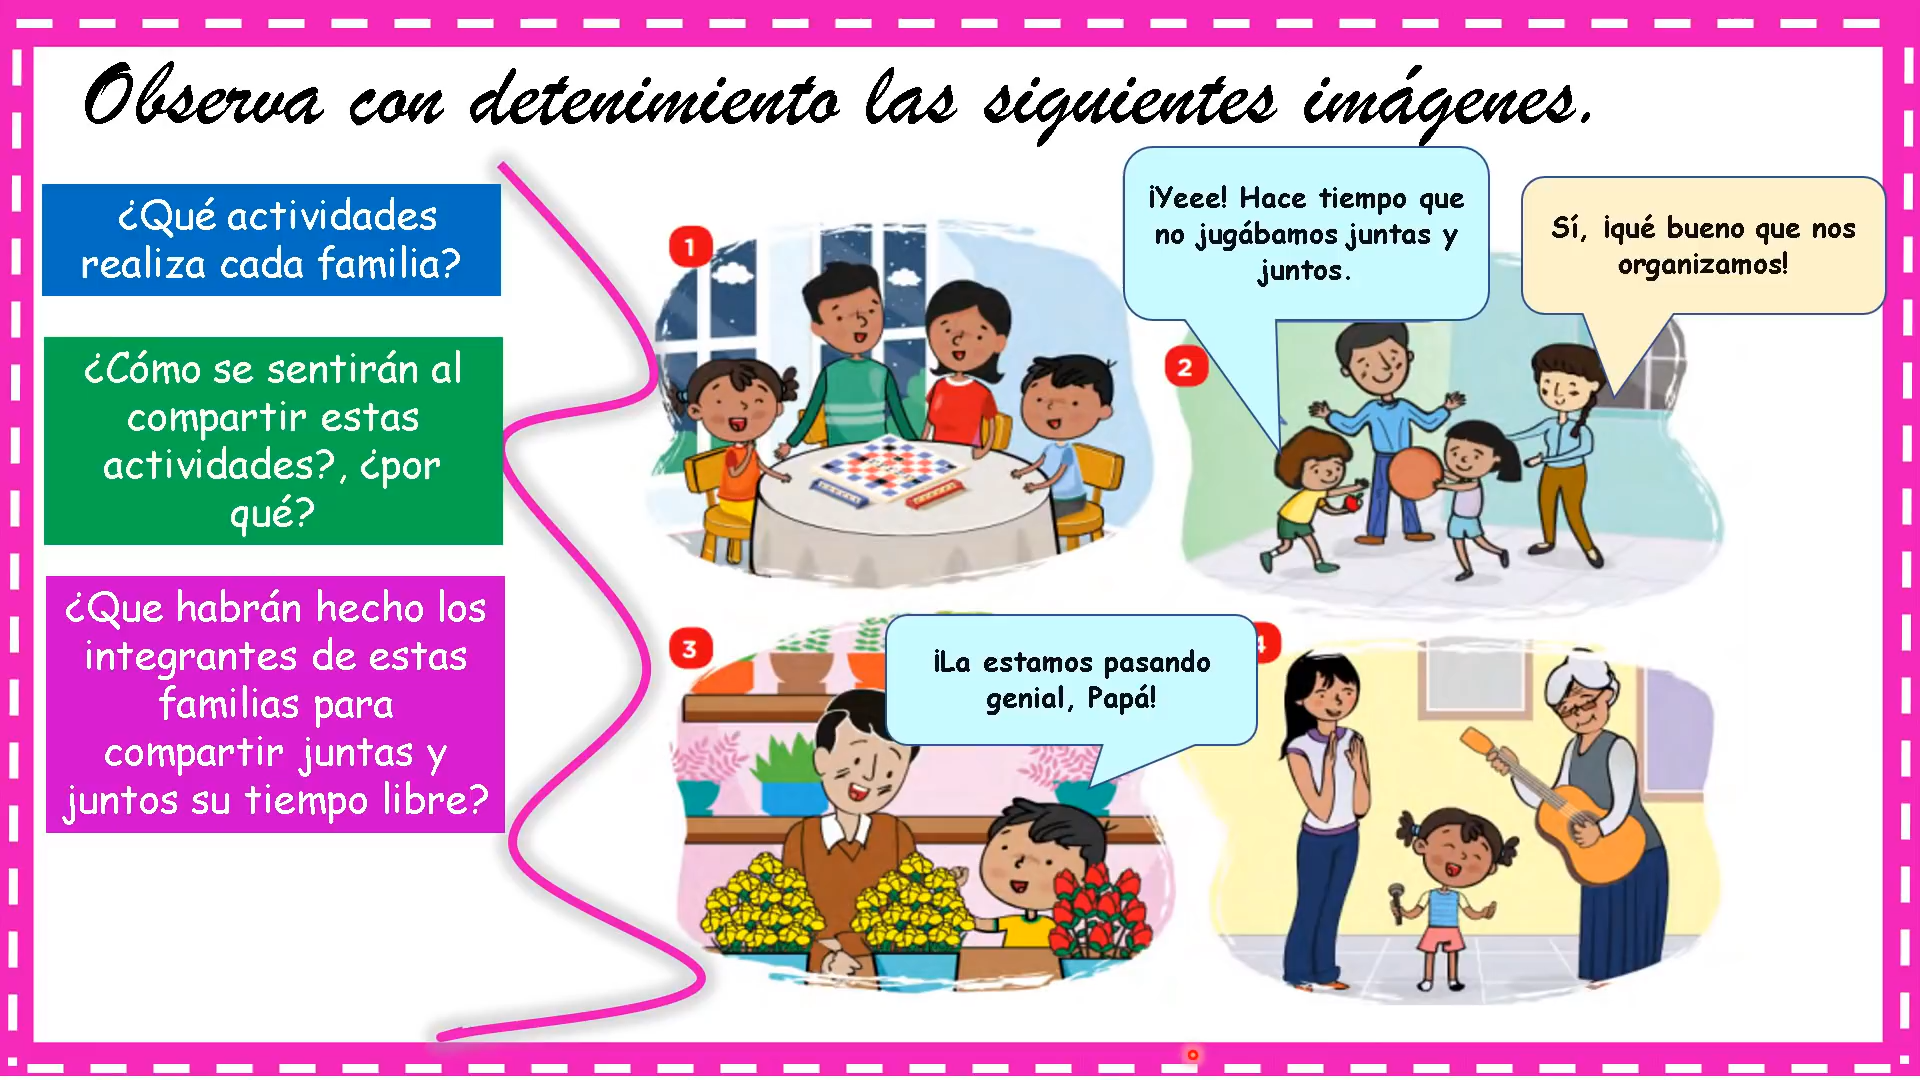 Observa con detenimiento las siguientes imágenes.
¿Qué actividades
realiza cada familia?
¿Cómo se sentirán al
compartir estas
actividades?, ¿por
qué?
¿Que habrán hecho los
integrantes de estas
familias para
compartir juntas y
juntos su tiempo libre?
1
¡Yeee! Hace tiempo que
no jugábamos juntas y
juntos.
Sí, ¡qué bueno que nos
organizamos!
2
3
¡La estamos pasando
genial, Papá!
4